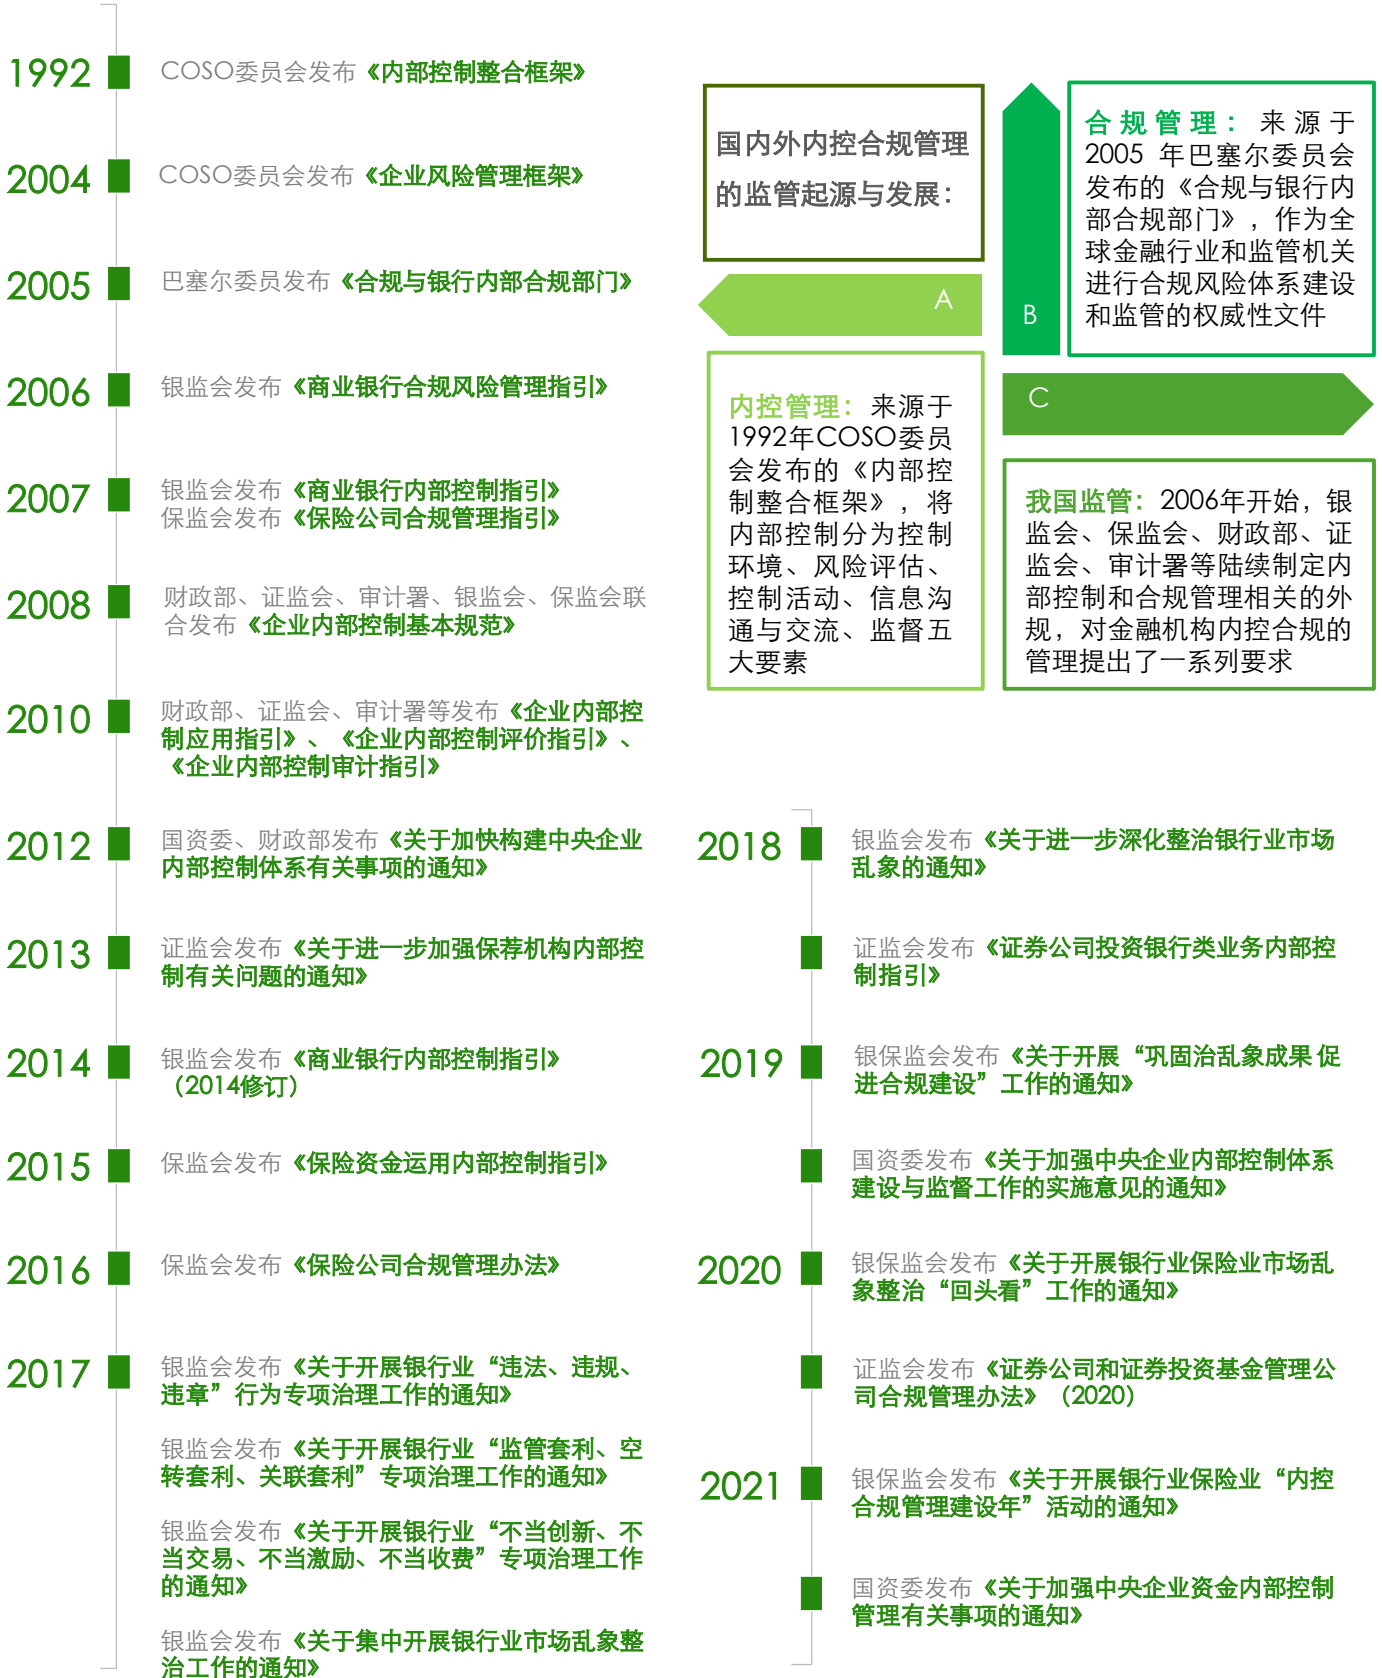 1992
COSO委员会发布《内部控制整合框架》
2004
COSO委员会发布《企业风险管理框架》
2005
巴塞尔委员发布《合规与银行内部合规部门》
2006
银监会发布《商业银行合规风险管理指引》
2007
银监会发布《商业银行内部控制指引》
保监会发布《保险公司合规管理指引》
2008
财政部、证监会、审计署、银监会、保监会联
合发布《企业内部控制基本规范》
2010
财政部、证监会、审计署等发布《企业内部控
制应用指引》、《企业内部控制评价指引》、
《企业内部控制审计指引》
2012
国资委、财政部发布《关于加快构建中央企业
内部控制体系有关事项的通知》
2013
证监会发布《关于进一步加强保荐机构内部控
制有关问题的通知》
2014
银监会发布《商业银行内部控制指引》
（2014修订）
2015
保监会发布《保险资金运用内部控制指引》
2016
保监会发布《保险公司合规管理办法》
2017
银监会发布《关于开展银行业“违法、违规、
违章”行为专项治理工作的通知》
银监会发布《关于开展银行业“监管套利、空
转套利、关联套利”专项治理工作的通知》
银监会发布《关于开展银行业“不当创新、不
当交易、不当激励、不当收费”专项治理工作
的通知》
银监会发布《关于集中开展银行业市场乱象整
治工作的通知》
国内外内控合规管理
的监管起源与发展：
A
内控管理：来源于
1992年COSO委员
会发布的《内部控
制整合框架》，将
内部控制分为控制
环境、风险评估、
控制活动、信息沟
通与交流、监督五
大要素
B
合规管理：来源于
2005 年巴塞尔委员会
发布的《合规与银行内
部合规部门》，作为全
球金融行业和监管机关
进行合规风险体系建设
和监管的权威性文件
C
我国监管：2006年开始，银
监会、保监会、财政部、证
监会、审计署等陆续制定内
部控制和合规管理相关的外
规，对金融机构内控合规的
管理提出了一系列要求
2018
银监会发布《关于进一步深化整治银行业市场
乱象的通知》
证监会发布《证券公司投资银行类业务内部控
制指引》
2019
银保监会发布《关于开展“巩固治乱象成果 促
进合规建设”工作的通知》
国资委发布《关于加强中央企业内部控制体系
建设与监督工作的实施意见的通知》
2020
银保监会发布《关于开展银行业保险业市场乱
象整治“回头看”工作的通知》
证监会发布《证券公司和证券投资基金管理公
司合规管理办法》（2020）
2021
银保监会发布《关于开展银行业保险业“内控
合规管理建设年”活动的通知》
国资委发布《关于加强中央企业资金内部控制
管理有关事项的通知》